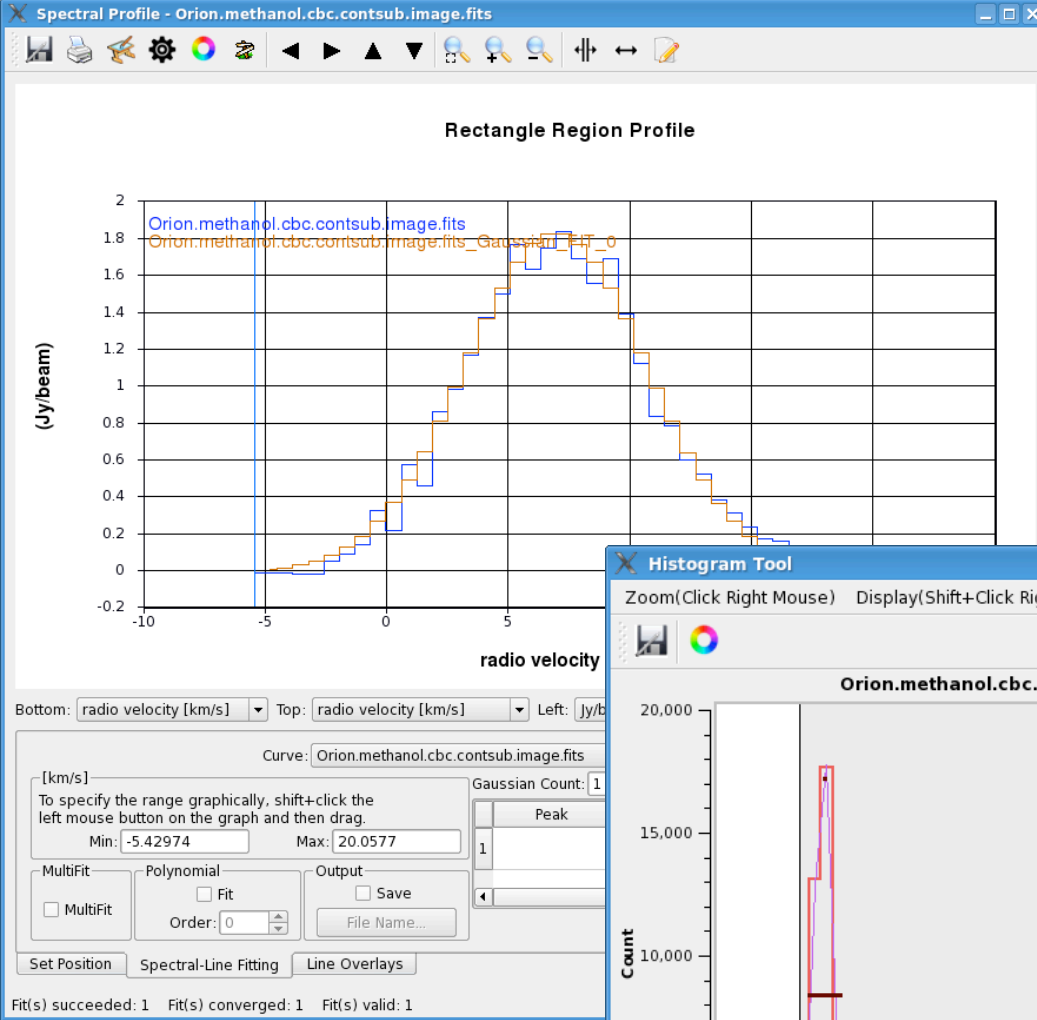 Spectral Profile - Orion.methanol.cbc.contsub.image.fits
Rectangle Region Profile
Orion.methanol.cbc.contsub.image.fits
Orion.methanol.cbc.contsub.image.fits_Gaussian_FIT_0
(Jy/beam)
2
1.8
1.6
1.4
1.2
1
0.8
0.6
0.4
0.2
0
-0.2
-10
-5
0
5
radio velocity
Bottom: radio velocity [km/s] Top: radio velocity [km/s] Left: Jy/b
Curve: Orion.methanol.cbc.contsub.image.fits
[km/s]
To specify the range graphically, shift+click the
left mouse button on the graph and then drag.
Min: -5.42974 Max: 20.0577
Gaussian Count: 1
Peak
1
MultiFit
MultiFit
Polynomial
Fit
Order: 0
Output
Save
File Name...
Set Position Spectral-Line Fitting Line Overlays
Fit(s) succeeded: 1 Fit(s) converged: 1 Fit(s) valid: 1
Histogram Tool
Zoom(Click Right Mouse) Display(Shift+Click Rig
Orion.methanol.cbc.
20,000
15,000
10,000
Count